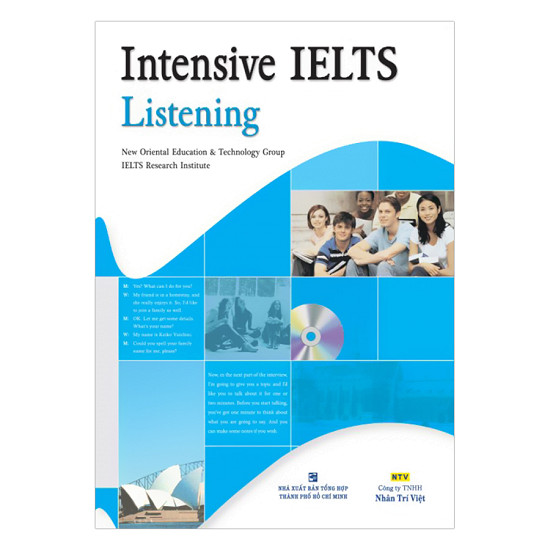 Intensive IELTS
Listening
New Oriental Education & Technology Group
IELTS Research Institute
M: Yes? What can I do for you?
W: My friend is in a homestay, and
she really enjoys it. So, I'd like
to join a family as well.
M: OK. Let me get some details.
What's your name?
W: My name is Keiko Yuichini.
M: Could you spell your family
name for me, please?
Now, in the next part of the interview,
I'm going to give you a topic and I'd
like you to talk about it for one or
two minutes. Before you start talking,
you've got one minute to think about
what you are going to say. And you
can make some notes if you wish.
NHÀ XUẤT BẢN TỔNG HỢP
THÀNH PHỐ HỒ CHÍ MINH
NTV
Công ty TNHH
Nhân Trí Việt